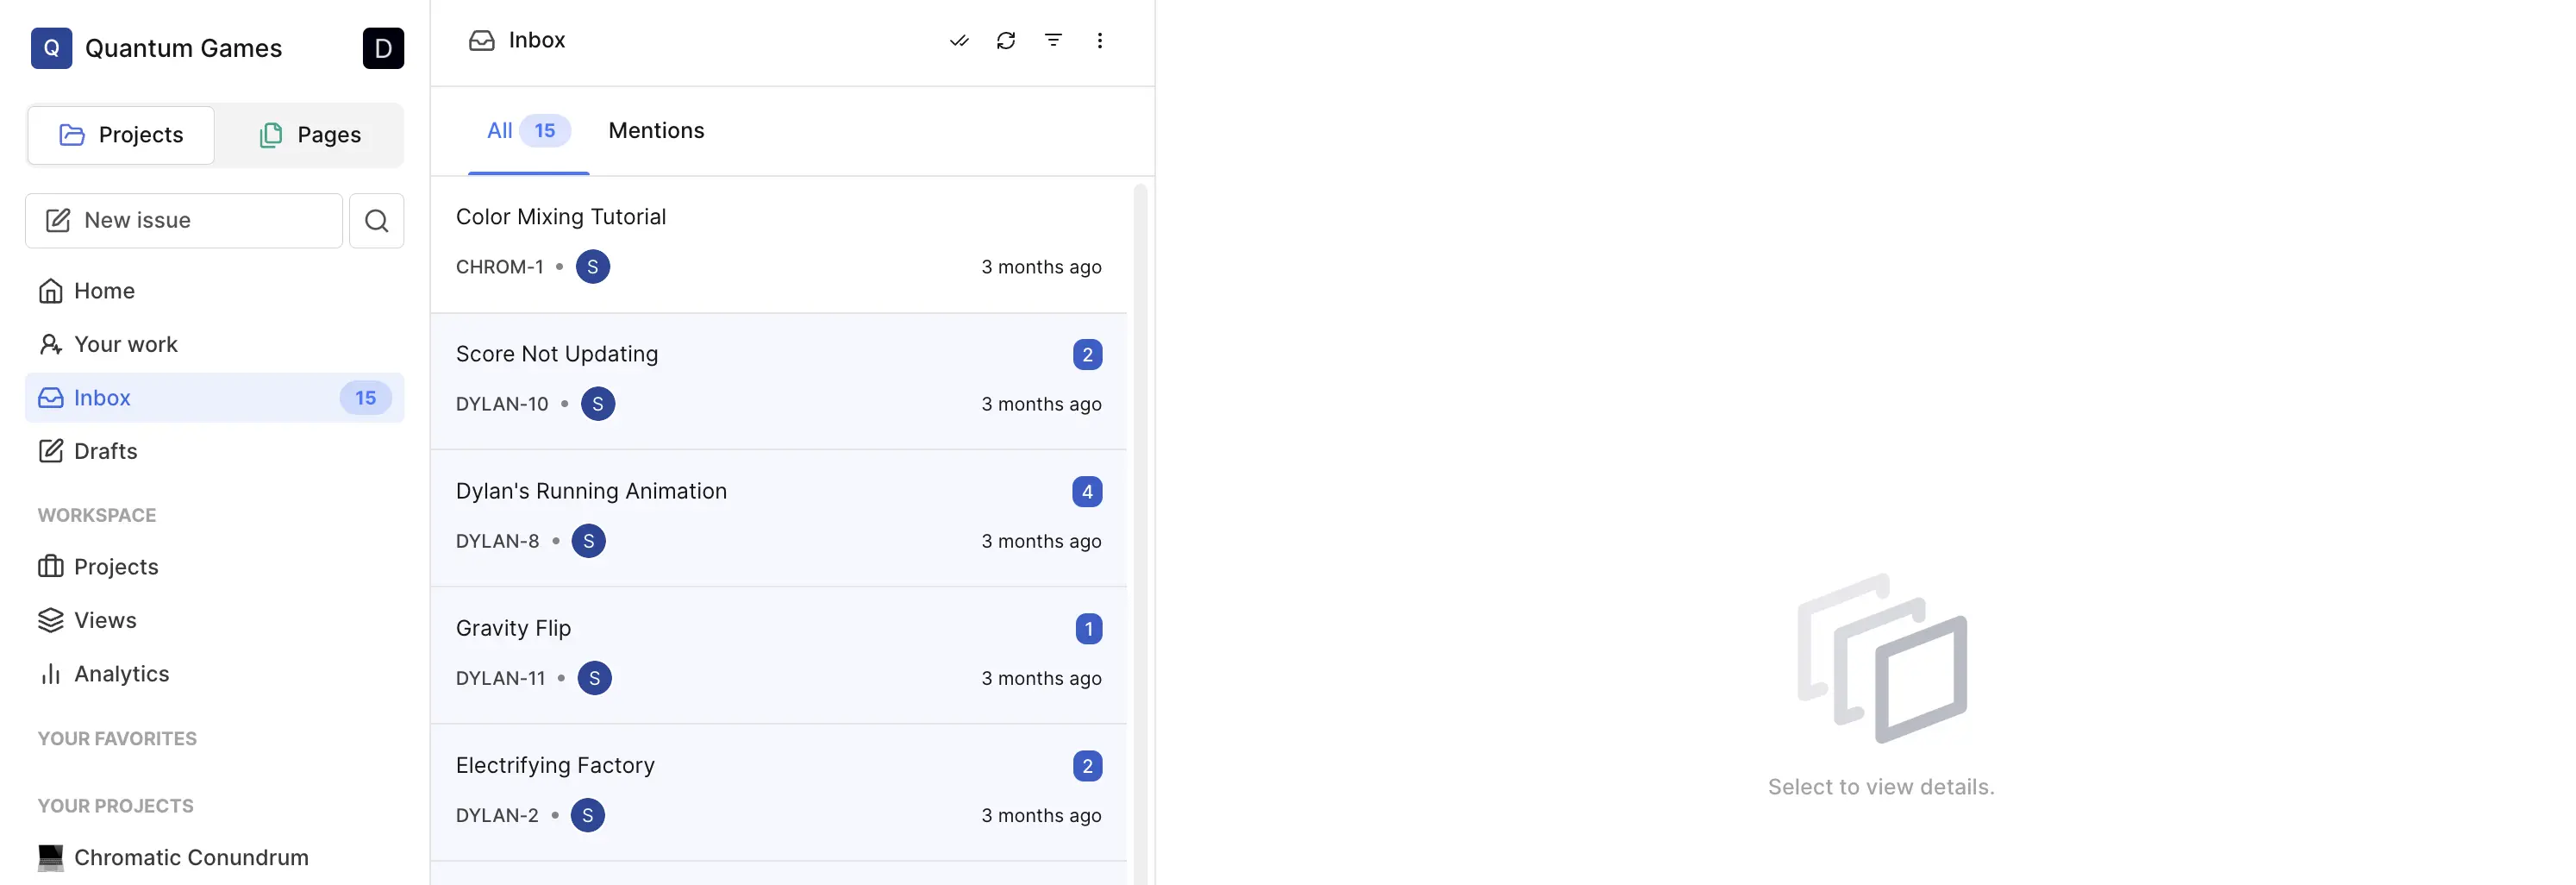 Q Quantum Games D
Projects Pages
New issue
Home
Your work
Inbox 15
Drafts
WORKSPACE
Projects
Views
Analytics
YOUR FAVORITES
YOUR PROJECTS
Chromatic Conundrum
Inbox
All 15 Mentions
Color Mixing Tutorial
CHROM-1 • S 3 months ago
Score Not Updating 2
DYLAN-10 • S 3 months ago
Dylan's Running Animation 4
DYLAN-8 • S 3 months ago
Gravity Flip 1
DYLAN-11 • S 3 months ago
Electrifying Factory 2
DYLAN-2 • S 3 months ago
Select to view details.